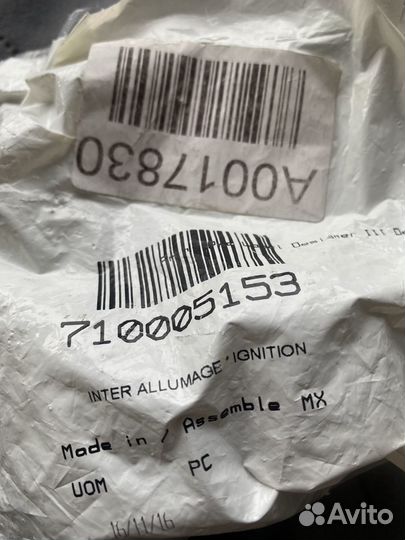 A0017830
710005153
INTER ALLUMAGE IGNITION
Made in / Assemble MX
UOM PC
16/11/16
Avito